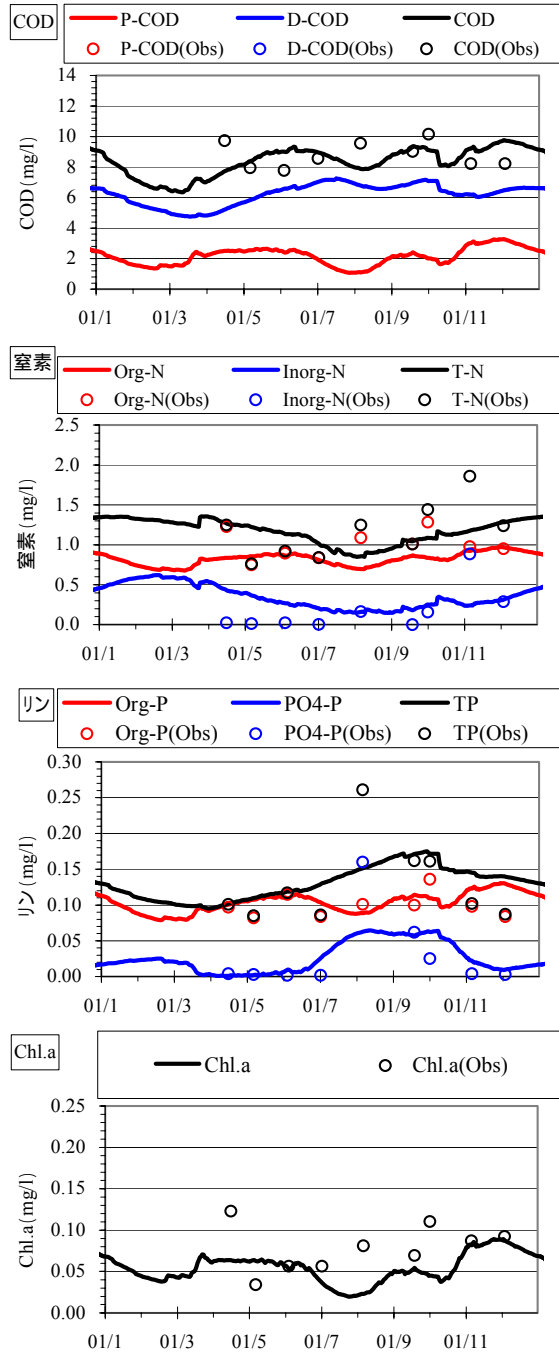 COD
P-COD D-COD COD
P-COD(Obs) D-COD(Obs) COD(Obs)
14
12
10
8
6
4
2
0
COD (mg/l)
01/1 01/3 01/5 01/7 01/9 01/11
窒素
Org-N Inorg-N T-N
Org-N(Obs) Inorg-N(Obs) T-N(Obs)
2.5
2.0
1.5
1.0
0.5
0.0
窒素 (mg/l)
01/1 01/3 01/5 01/7 01/9 01/11
リン
Org-P PO4-P TP
Org-P(Obs) PO4-P(Obs) TP(Obs)
0.30
0.25
0.20
0.15
0.10
0.05
0.00
リン (mg/l)
01/1 01/3 01/5 01/7 01/9 01/11
Chl.a
Chl.a Chl.a(Obs)
0.25
0.20
0.15
0.10
0.05
0.00
Chl.a(mg/l)
01/1 01/3 01/5 01/7 01/9 01/11